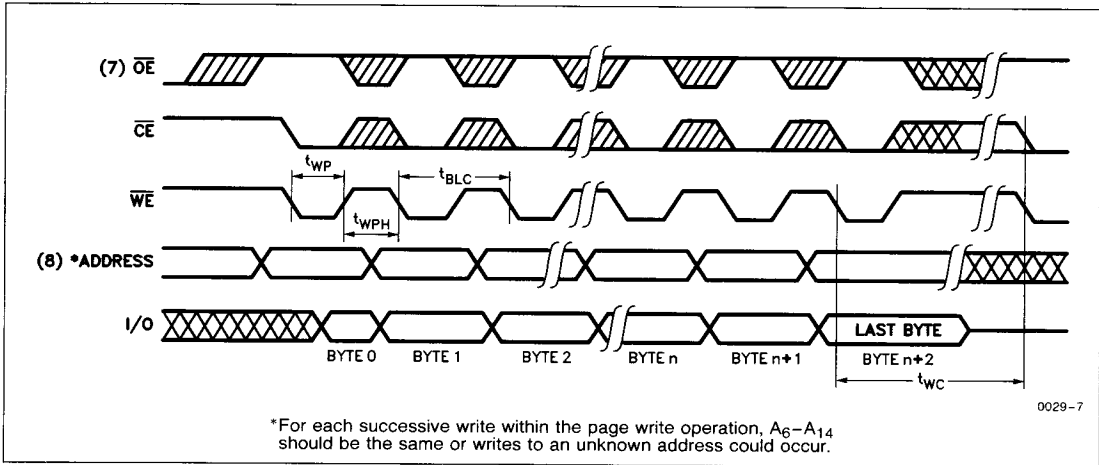 (7) OE
CE
tWP
tBLC
WE
tWPH
(8) *ADDRESS
I/O
LAST BYTE
BYTE 0 BYTE 1 BYTE 2 BYTE n BYTE n+1 BYTE n+2
tWC
0029-7
*For each successive write within the page write operation, A6–A14
should be the same or writes to an unknown address could occur.